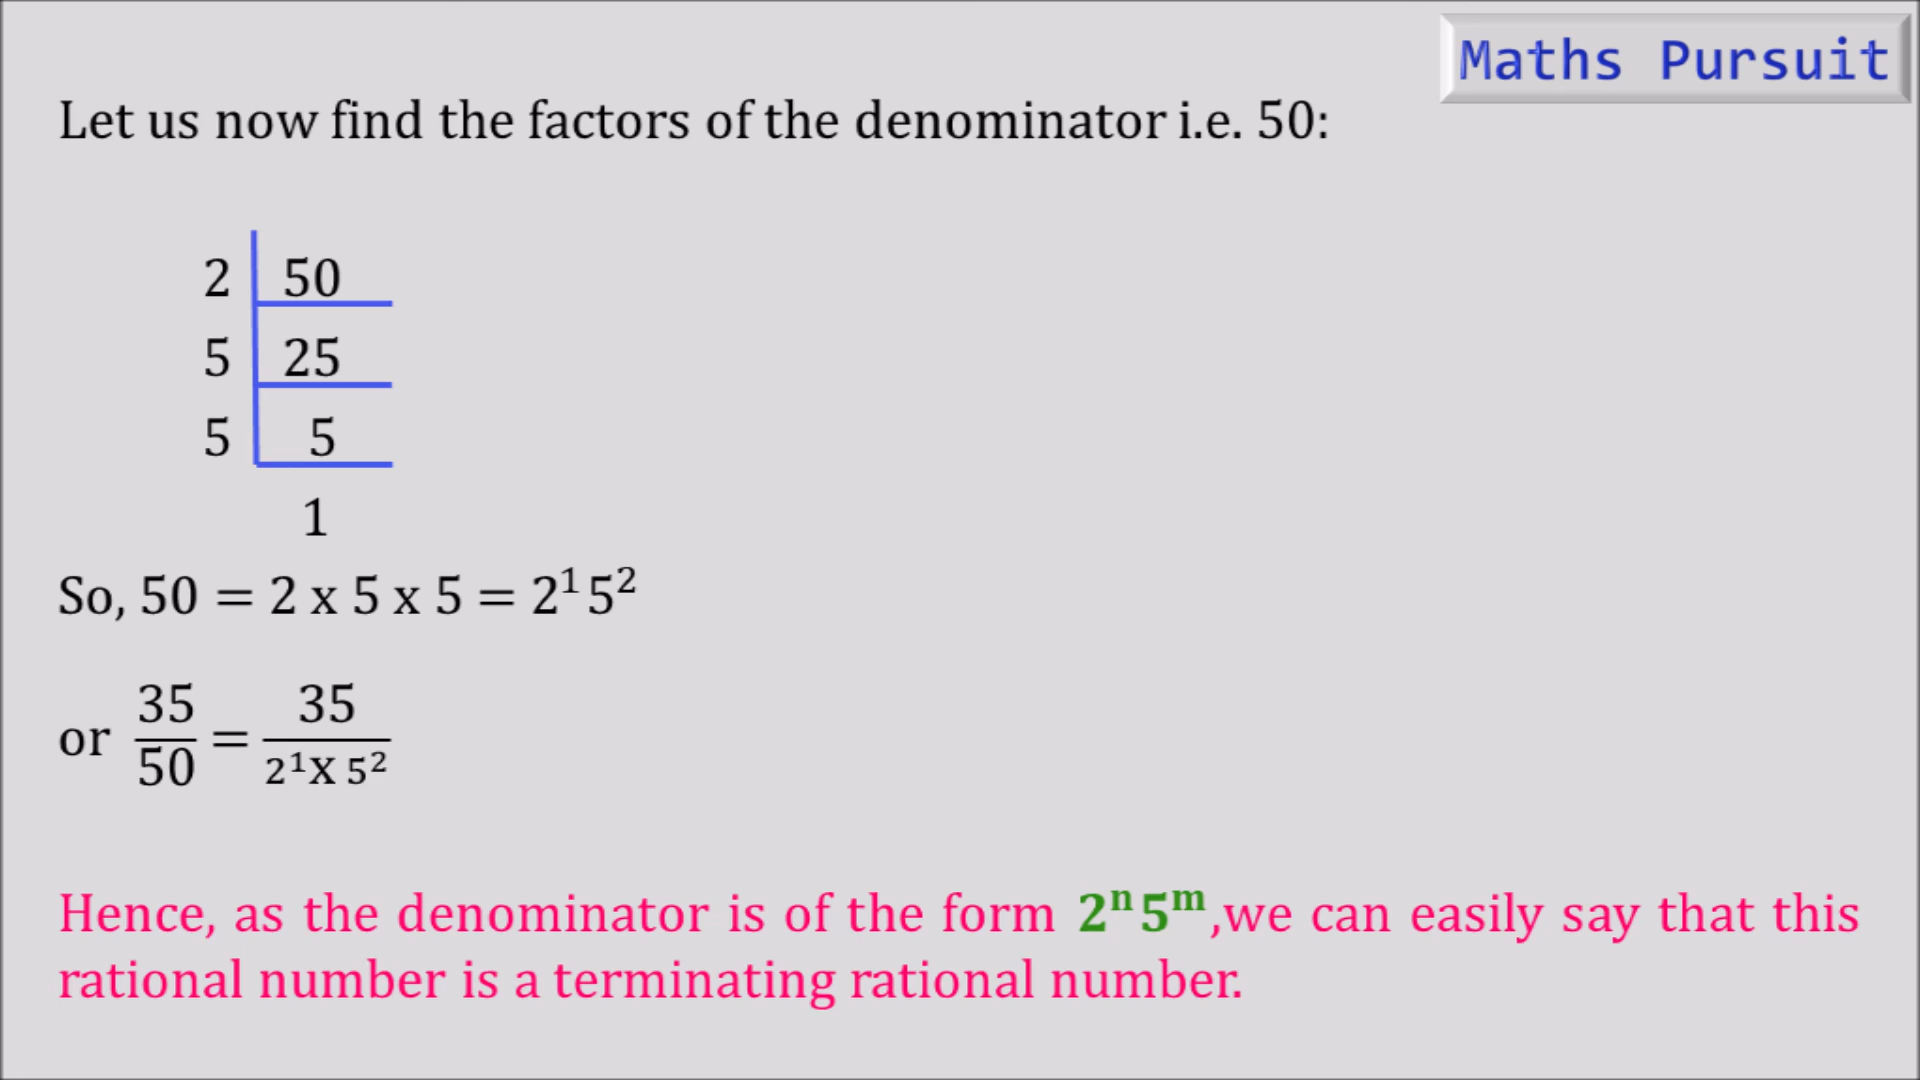 Maths Pursuit
Let us now find the factors of the denominator i.e. 50:
2 50
5 25
5 5
1
So, 50 = 2 x 5 x 5 = 2¹5²
or 35/50 = 35/2¹X 5²
Hence, as the denominator is of the form 2ⁿ5ᵐ,we can easily say that this
rational number is a terminating rational number.